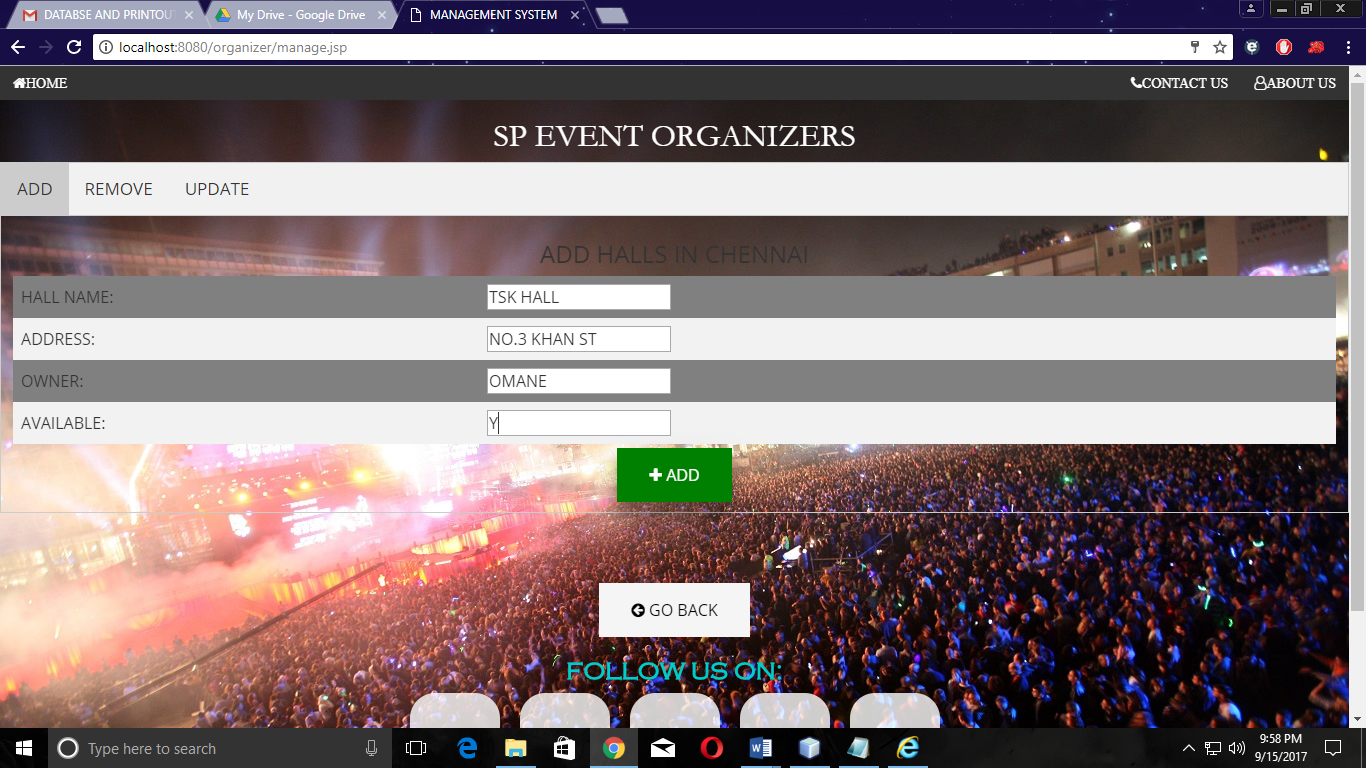 DATABSE AND PRINTOUT
My Drive - Google Drive
MANAGEMENT SYSTEM
localhost:8080/organizer/manage.jsp
HOME
CONTACT US
ABOUT US
SP EVENT ORGANIZERS
ADD
REMOVE
UPDATE
ADD HALLS IN CHENNAI
HALL NAME: TSK HALL
ADDRESS: NO.3 KHAN ST
OWNER: OMANE
AVAILABLE: Y
ADD
GO BACK
FOLLOW US ON:
Type here to search
9:58 PM
9/15/2017